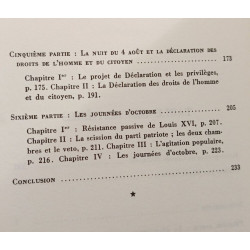 CINQUIÈME PARTIE : LA NUIT DU 4 AOÛT ET LA DÉCLARATION DES
DROITS DE L'HOMME ET DU CITOYEN .................... 173
Chapitre Ier : Le projet de Déclaration et les privilèges,
p. 175. Chapitre II : La Déclaration des droits de l'homme
et du citoyen, p. 191.
SIXIÈME PARTIE : LES JOURNÉES D'OCTOBRE .............. 205
Chapitre Ier : Résistance passive de Louis XVI, p. 207.
Chapitre II : La scission du parti patriote ; les deux cham-
bres et le veto, p. 211. Chapitre III : L'agitation populaire,
p. 216. Chapitre IV : Les journées d'octobre, p. 223.
CONCLUSION ........................................ 233